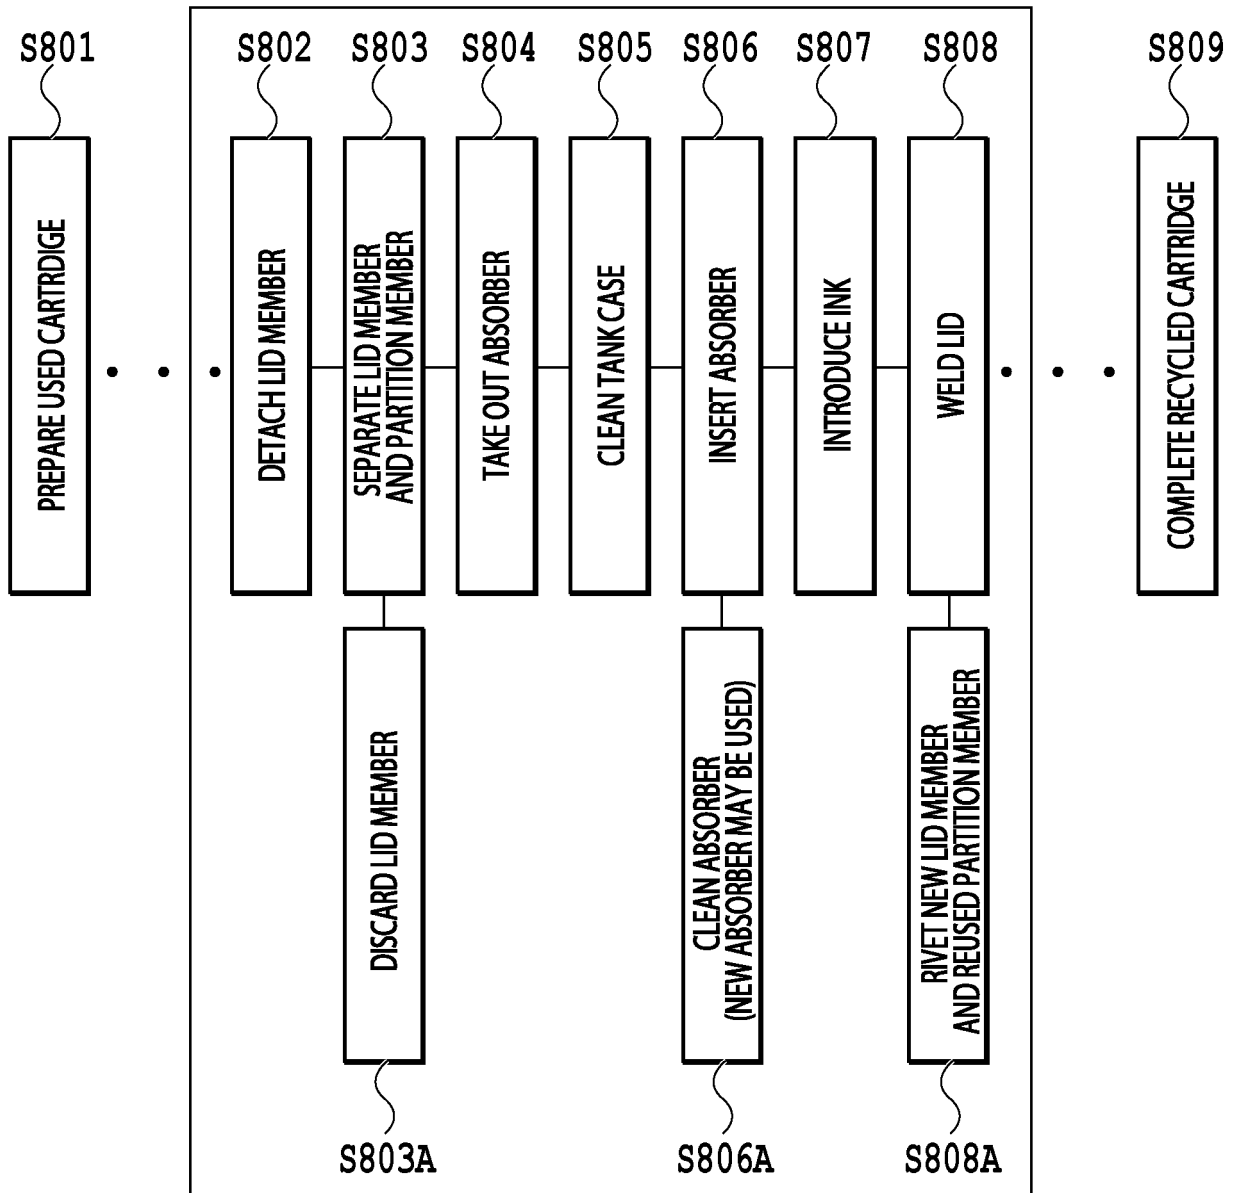 S801
S802
S803
S804
S805
S806
S807
S808
S809
PREPARE USED CARTRDIGE
DETACH LID MEMBER
SEPARATE LID MEMBER
AND PARTITION MEMBER
TAKE OUT ABSORBER
CLEAN TANK CASE
INSERT ABSORBER
INTRODUCE INK
WELD LID
COMPLETE RECYCLED CARTRIDGE
DISCARD LID MEMBER
CLEAN ABSORBER
(NEW ABSORBER MAY BE USED)
RIVET NEW LID MEMBER
AND REUSED PARTITION MEMBER
S803A
S806A
S808A